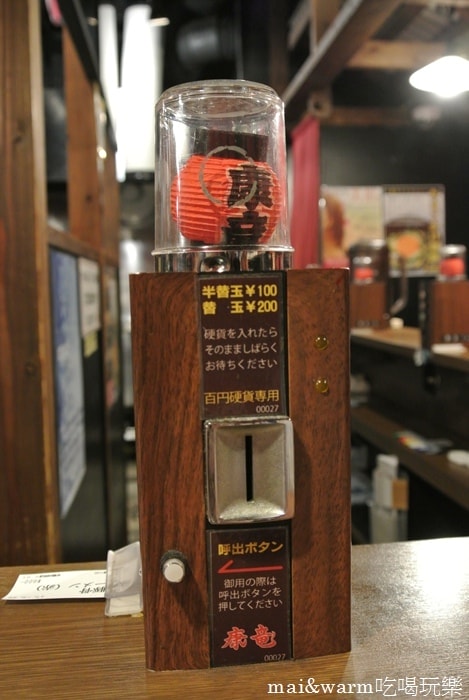 康竜
半替玉¥100
替 玉¥200
硬貨を入れたら
そのまましばらく
お待ちください
百円硬貨専用
00027
呼出ボタン
御用の際は
呼出ボタンを
押してください
康竜
00027
mai&warm吃喝玩樂